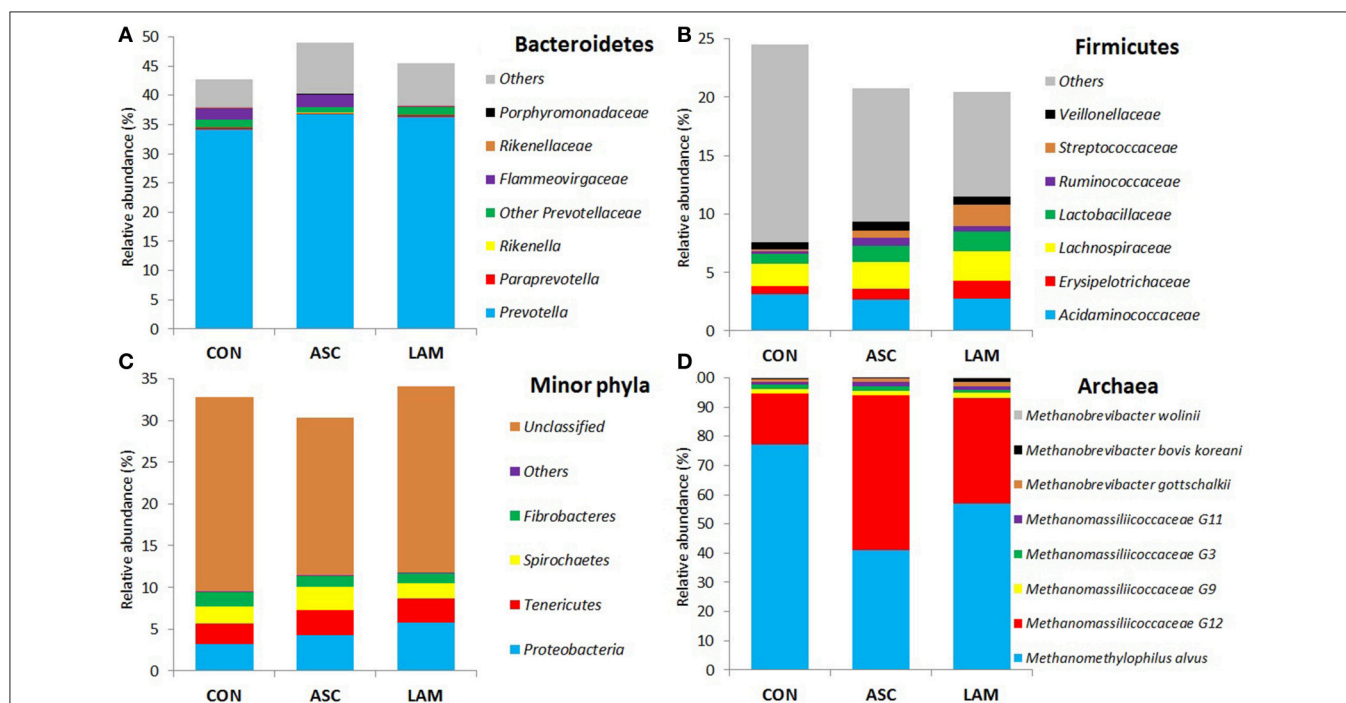 A
Bacteroidetes
Relative abundance (%)
50
45
40
35
30
25
20
15
10
5
0
CON ASC LAM
Others
Porphyromonadaceae
Rikenellaceae
Flammeovirgaceae
Other Prevotellaceae
Rikenella
Paraprevotella
Prevotella
B
Firmicutes
Relative abundance (%)
25
20
15
10
5
0
CON ASC LAM
Others
Veillonellaceae
Streptococcaceae
Ruminococcaceae
Lactobacillaceae
Lachnospiraceae
Erysipelotrichaceae
Acidaminococcaceae
C
Minor phyla
Relative abundance (%)
35
30
25
20
15
10
5
0
CON ASC LAM
Unclassified
Others
Fibrobacteres
Spirochaetes
Tenericutes
Proteobacteria
D
Archaea
Relative abundance (%)
00
90
80
70
60
50
40
30
20
10
0
CON ASC LAM
Methanobrevibacter wolinii
Methanobrevibacter bovis koreani
Methanobrevibacter gottschalkii
Methanomassiliicoccaceae G11
Methanomassiliicoccaceae G3
Methanomassiliicoccaceae G9
Methanomassiliicoccaceae G12
Methanomethylophilus alvus